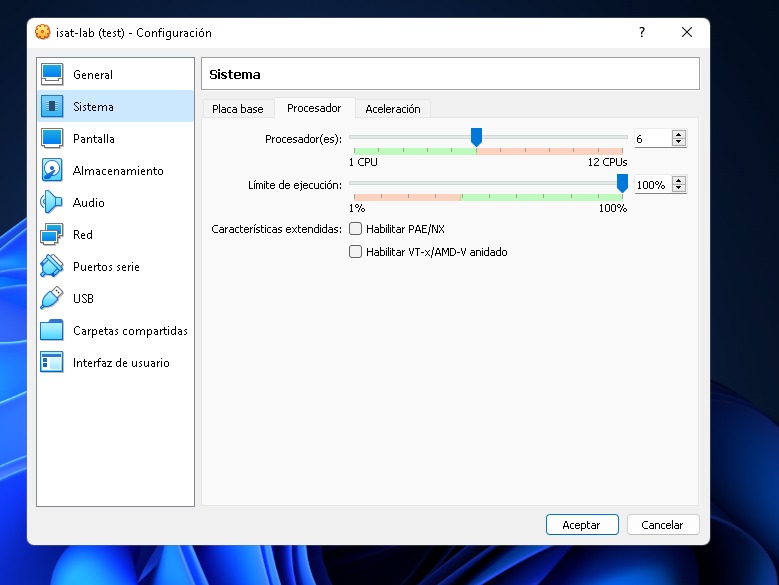 isat-lab (test) - Configuración
?
General
Sistema
Pantalla
Almacenamiento
Audio
Red
Puertos serie
USB
Carpetas compartidas
Interfaz de usuario
Sistema
Placa base
Procesador
Aceleración
Procesador(es):
6
1 CPU
12 CPUs
Límite de ejecución:
100%
1%
100%
Características extendidas:
Habilitar PAE/NX
Habilitar VT-x/AMD-V anidado
Aceptar
Cancelar